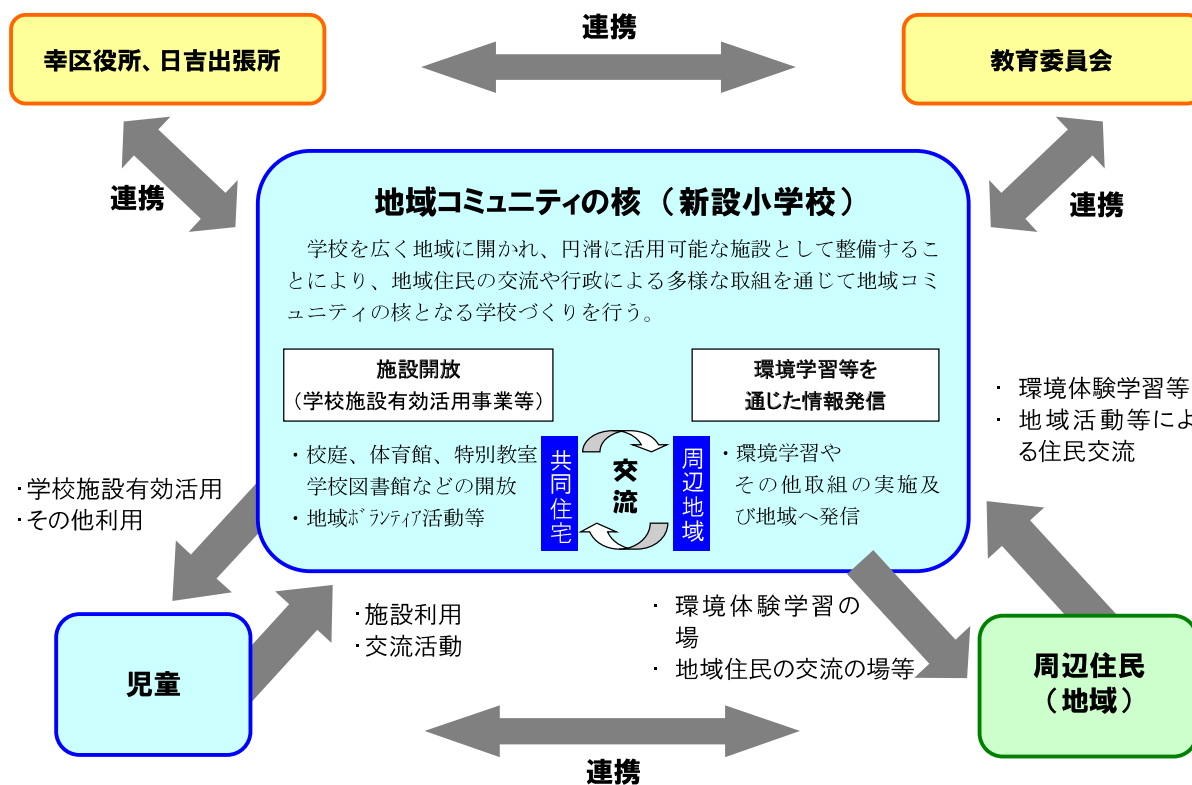 連携
幸区役所、日吉出張所
教育委員会
連携
連携
地域コミュニティの核（新設小学校）
学校を広く地域に開かれ、円滑に活用可能な施設として整備するこ
とにより、地域住民の交流や行政による多様な取組を通じて地域コミ
ュニティの核となる学校づくりを行う。
施設開放
（学校施設有効活用事業等）
環境学習等を
通じた情報発信
・校庭、体育館、特別教室
学校図書館などの開放
・地域ﾎﾞﾗﾝﾃｨｱ活動等
共同住宅
交流
周辺地域
・環境学習や
その他取組の実施及
び地域へ発信
・環境体験学習等
・地域活動等によ
る住民交流
・学校施設有効活用
・その他利用
・施設利用
・交流活動
・環境体験学習の
場
・地域住民の交流の場等
児童
周辺住民
（地域）
連携